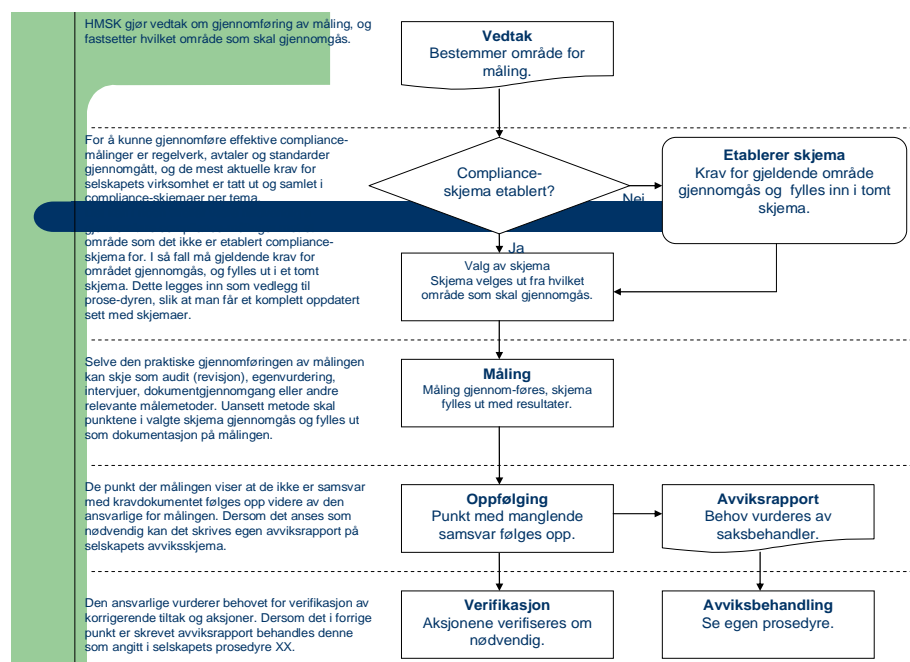 HMSK gjør vedtak om gjennomføring av måling, og
fastsetter hvilket område som skal gjennomgås.
Vedtak
Bestemmer område for
måling.
For å kunne gjennomføre effektive compliance-
målinger er regelverk, avtaler og standarder
gjennomgått, og de mest aktuelle krav for
selskapets virksomhet er tatt ut og samlet i
compliance-skjemaer per tema.
område som det ikke er etablert compliance-
skjema for. I så fall må gjeldende krav for
området gjennomgås, og fylles ut i et tomt
skjema. Dette legges inn som vedlegg til
prose-dyren, slik at man får et komplett oppdatert
sett med skjemaer.
Compliance-
skjema etablert?
Nei
Ja
Etablerer skjema
Krav for gjeldende område
gjennomgås og fylles inn i tomt
skjema.
Valg av skjema
Skjema velges ut fra hvilket
område som skal gjennomgås.
Selve den praktiske gjennomføringen av målingen
kan skje som audit (revisjon), egenvurdering,
intervjuer, dokumentgjennomgang eller andre
relevante målemetoder. Uansett metode skal
punktene i valgte skjema gjennomgås og fylles ut
som dokumentasjon på målingen.
Måling
Måling gjennom-føres, skjema
fylles ut med resultater.
De punkt der målingen viser at de ikke er samsvar
med kravdokumentet følges opp videre av den
ansvarlige for målingen. Dersom det anses som
nødvendig kan det skrives egen avviksrapport på
selskapets avviksskjema.
Oppfølging
Punkt med manglende
samsvar følges opp.
Avviksrapport
Behov vurderes av
saksbehandler.
Den ansvarlige vurderer behovet for verifikasjon av
korrigerende tiltak og aksjoner. Dersom det i forrige
punkt er skrevet avviksrapport behandles denne
som angitt i selskapets prosedyre XX.
Verifikasjon
Aksjonene verifiseres om
nødvendig.
Avviksbehandling
Se egen prosedyre.